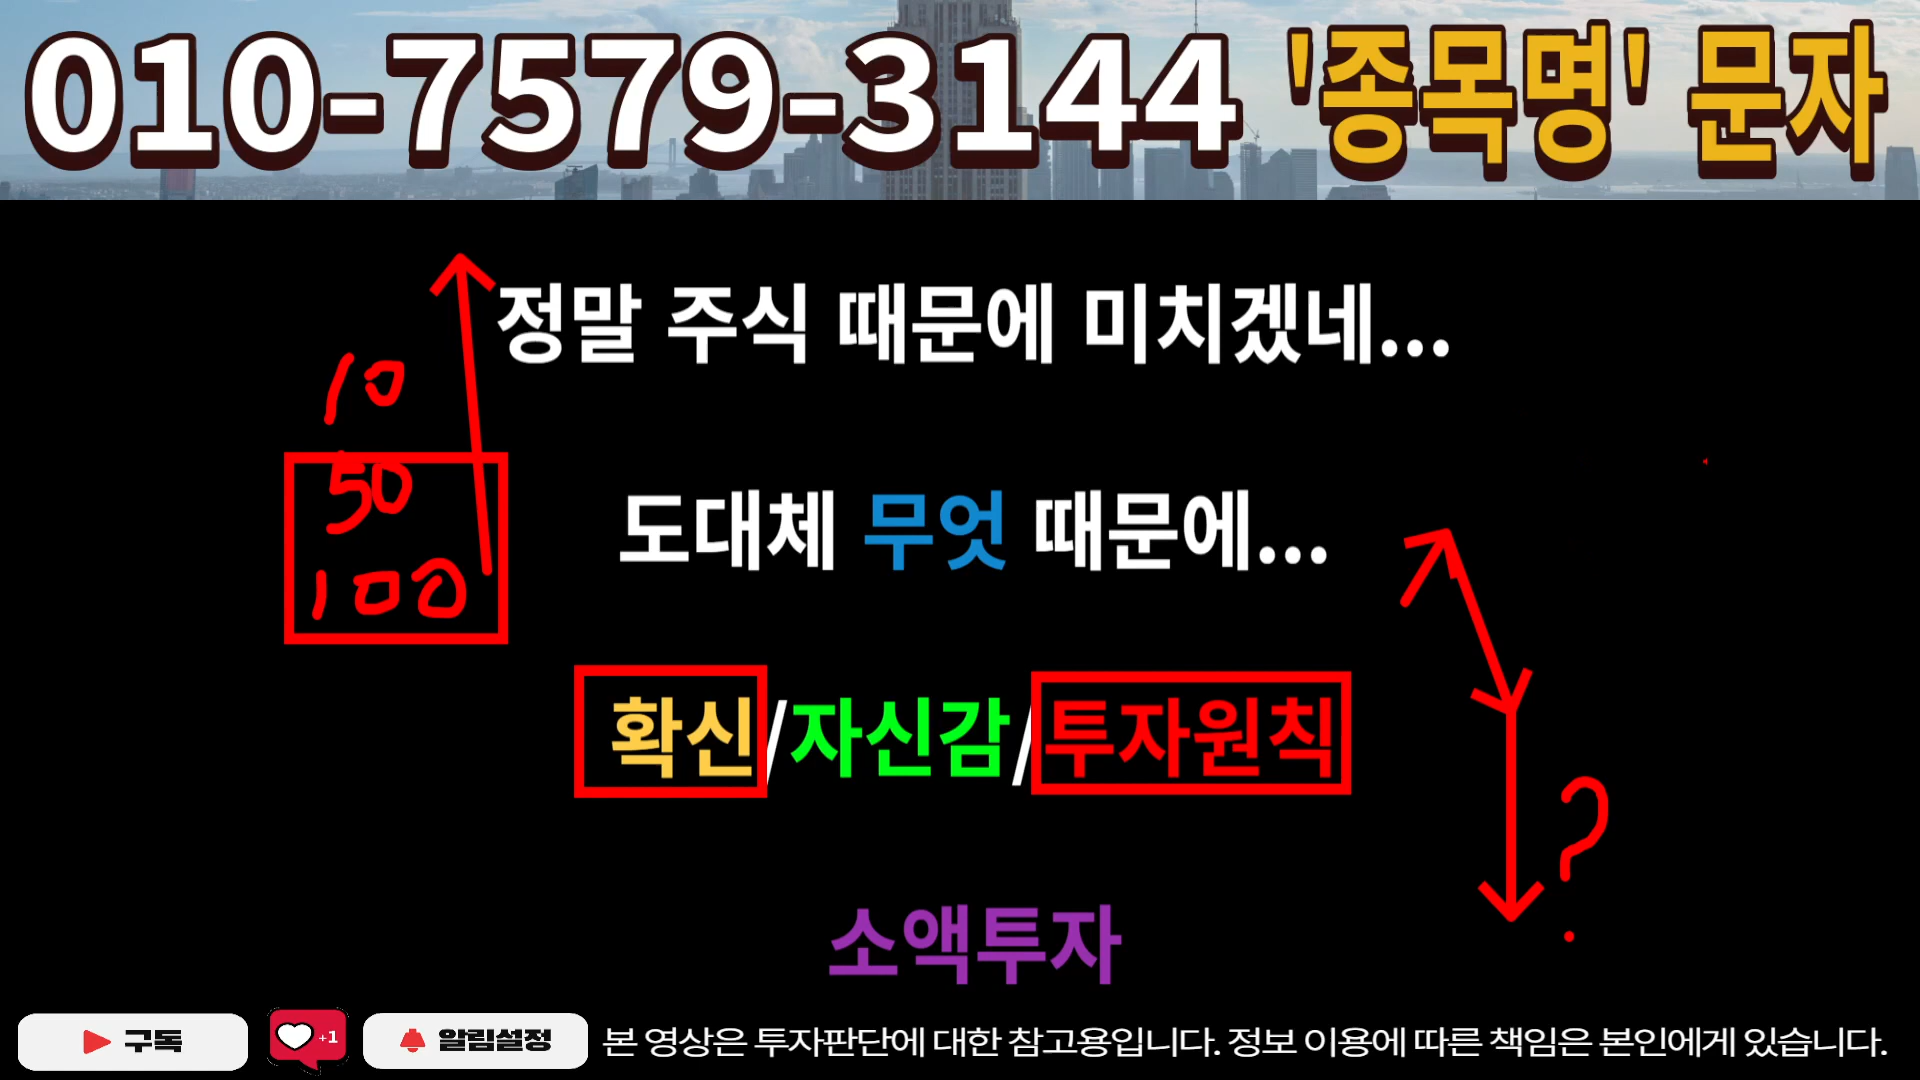 010-7579-3144 '종목명' 문자
정말 주식 때문에 미치겠네...
10
50
도대체 무엇 때문에...
100
확신/자신감/투자원칙
?
소액투자
구독
+1
알림설정
본 영상은 투자판단에 대한 참고용입니다. 정보 이용에 따른 책임은 본인에게 있습니다.